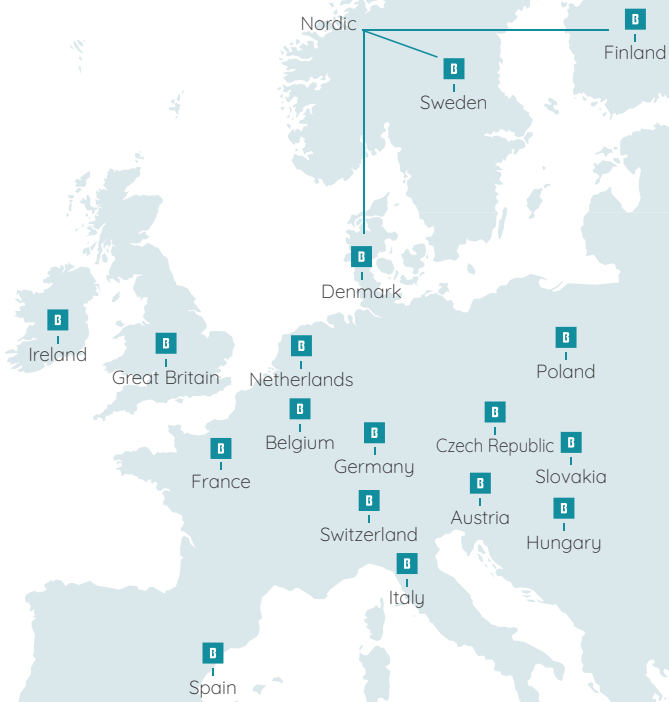 Nordic
Finland
Sweden
Denmark
Ireland
Great Britain
Netherlands
Poland
Belgium
Czech Republic
Germany
Slovakia
France
Austria
Switzerland
Hungary
Italy
Spain